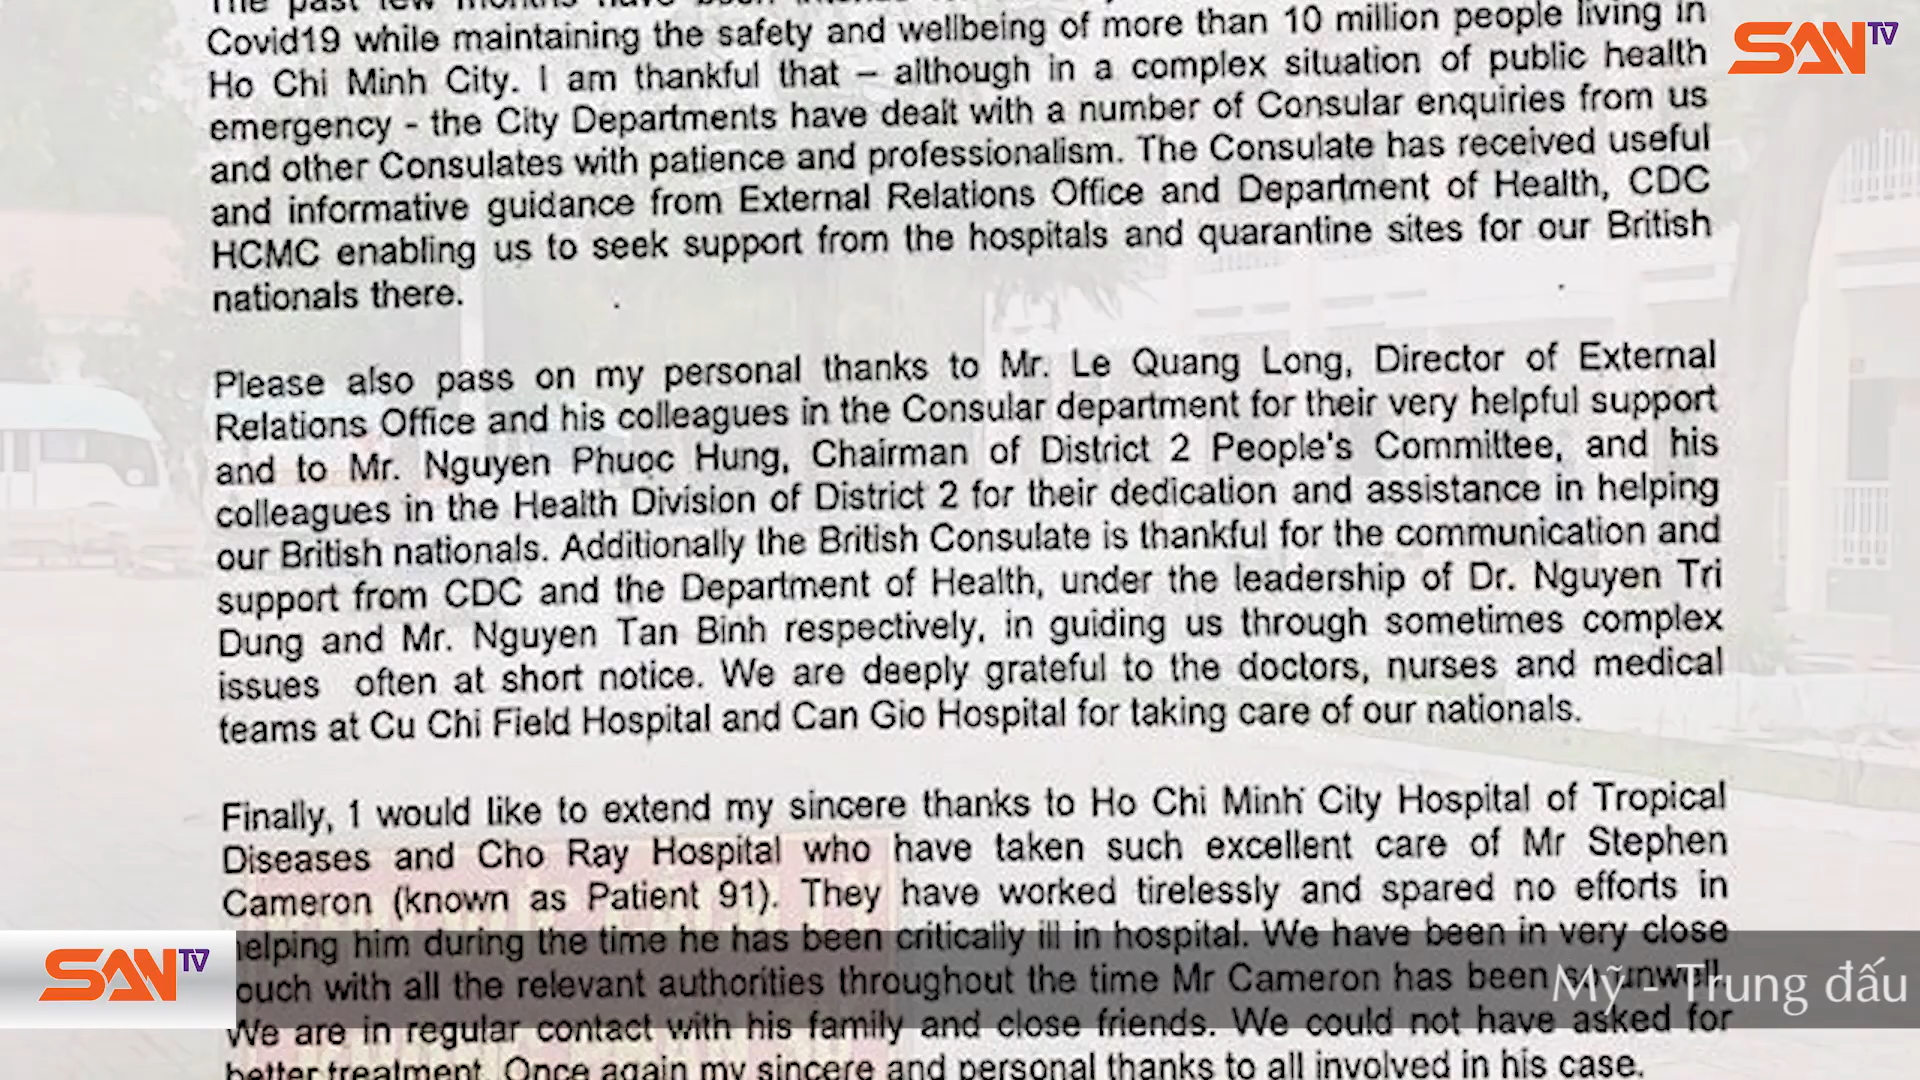 The past few months have been
Covid19 while maintaining the safety and wellbeing of more than 10 million people living in
Ho Chi Minh City. I am thankful that – although in a complex situation of public health
emergency - the City Departments have dealt with a number of Consular enquiries from us
and other Consulates with patience and professionalism. The Consulate has received useful
and informative guidance from External Relations Office and Department of Health, CDC
HCMC enabling us to seek support from the hospitals and quarantine sites for our British
nationals there.
Please also pass on my personal thanks to Mr. Le Quang Long, Director of External
Relations Office and his colleagues in the Consular department for their very helpful support
and to Mr. Nguyen Phuoc Hung, Chairman of District 2 People's Committee, and his
colleagues in the Health Division of District 2 for their dedication and assistance in helping
our British nationals. Additionally the British Consulate is thankful for the communication and
support from CDC and the Department of Health, under the leadership of Dr. Nguyen Tri
Dung and Mr. Nguyen Tan Binh respectively, in guiding us through sometimes complex
issues often at short notice. We are deeply grateful to the doctors, nurses and medical
teams at Cu Chi Field Hospital and Can Gio Hospital for taking care of our nationals.
Finally, 1 would like to extend my sincere thanks to Ho Chi Minh City Hospital of Tropical
Diseases and Cho Ray Hospital who have taken such excellent care of Mr Stephen
Cameron (known as Patient 91). They have worked tirelessly and spared no efforts in
helping him during the time he has been critically ill in hospital. We have been in very close
touch with all the relevant authorities throughout the time Mr Cameron has been so unwell.
We are in regular contact with his family and close friends. We could not have asked for
better treatment. Once again my sincere and personal thanks to all involved in his case.
SAN TV
SAN TV
Mỹ - Trung đấu